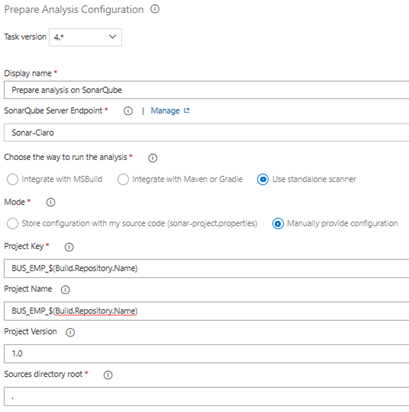 Prepare Analysis Configuration
Task version 4.*
Display name *
Prepare analysis on SonarQube
SonarQube Server Endpoint * | Manage
Sonar-Claro
Choose the way to run the analysis *
Integrate with MSBuild Integrate with Maven or Gradle Use standalone scanner
Mode *
Store configuration with my source code (sonar-project.properties) Manually provide configuration
Project Key *
BUS_EMP_$(Build.Repository.Name)
Project Name
BUS_EMP_$(Build.Repository.Name)
Project Version
1.0
Sources directory root *
.